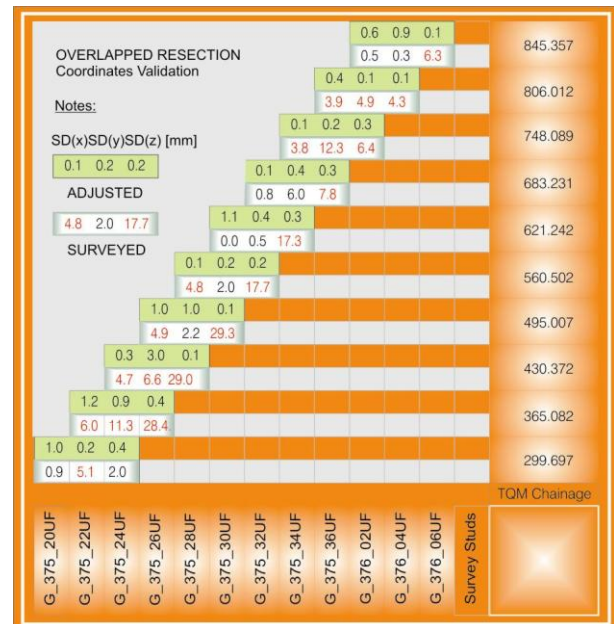 0.6 0.9 0.1
845.357
0.5 0.3 6.3
OVERLAPPED RESECTION
Coordinates Validation
0.4 0.1 0.1
806.012
3.9 4.9 4.3
Notes:
0.1 0.2 0.3
748.089
3.8 12.3 6.4
SD(x)SD(y)SD(z) [mm]
0.1 0.2 0.2
ADJUSTED
0.1 0.4 0.3
683.231
0.8 6.0 7.8
4.8 2.0 17.7
SURVEYED
1.1 0.4 0.3
621.242
0.0 0.5 17.3
0.1 0.2 0.2
560.502
4.8 2.0 17.7
1.0 1.0 0.1
495.007
4.9 2.2 29.3
0.3 3.0 0.1
430.372
4.7 6.6 29.0
1.2 0.9 0.4
365.082
6.0 11.3 28.4
1.0 0.2 0.4
299.697
0.9 5.1 2.0
TQM Chainage
G_375_20UF
G_375_22UF
G_375_24UF
G_375_26UF
G_375_28UF
G_375_30UF
G_375_32UF
G_375_34UF
G_375_36UF
G_376_02UF
G_376_04UF
G_376_06UF
Survey Studs